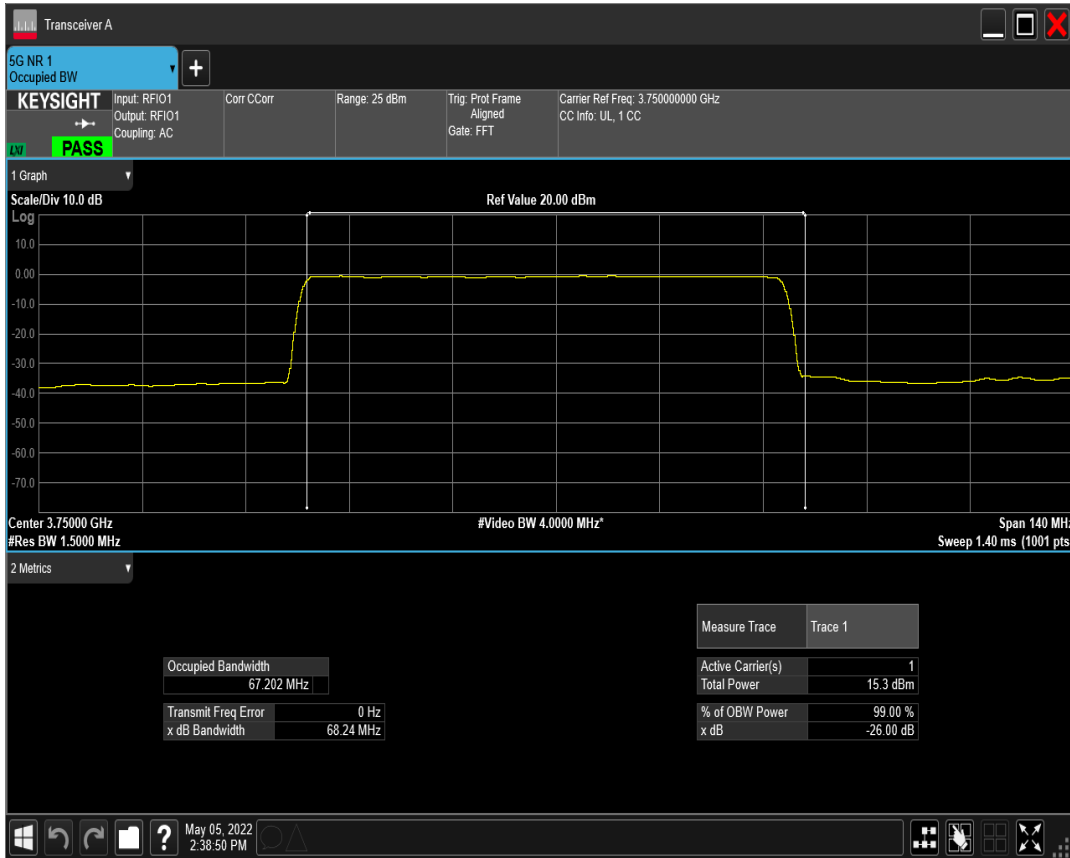 Transceiver A
5G NR 1
Occupied BW
+
KEYSIGHT
LXI
PASS
Input: RFIO1
Output: RFIO1
Coupling: AC
Corr CCorr
Range: 25 dBm
Trig: Prot Frame
Aligned
Gate: FFT
Carrier Ref Freq: 3.750000000 GHz
CC Info: UL, 1 CC
1 Graph
Scale/Div 10.0 dB
Ref Value 20.00 dBm
Log
10.0
0.00
-10.0
-20.0
-30.0
-40.0
-50.0
-60.0
-70.0
Center 3.75000 GHz
#Video BW 4.0000 MHz*
Span 140 MHz
#Res BW 1.5000 MHz
Sweep 1.40 ms (1001 pts
2 Metrics
Measure Trace Trace 1
Occupied Bandwidth
67.202 MHz
Active Carrier(s) 1
Total Power 15.3 dBm
Transmit Freq Error 0 Hz
x dB Bandwidth 68.24 MHz
% of OBW Power 99.00 %
x dB -26.00 dB
?
May 05, 2022
2:38:50 PM